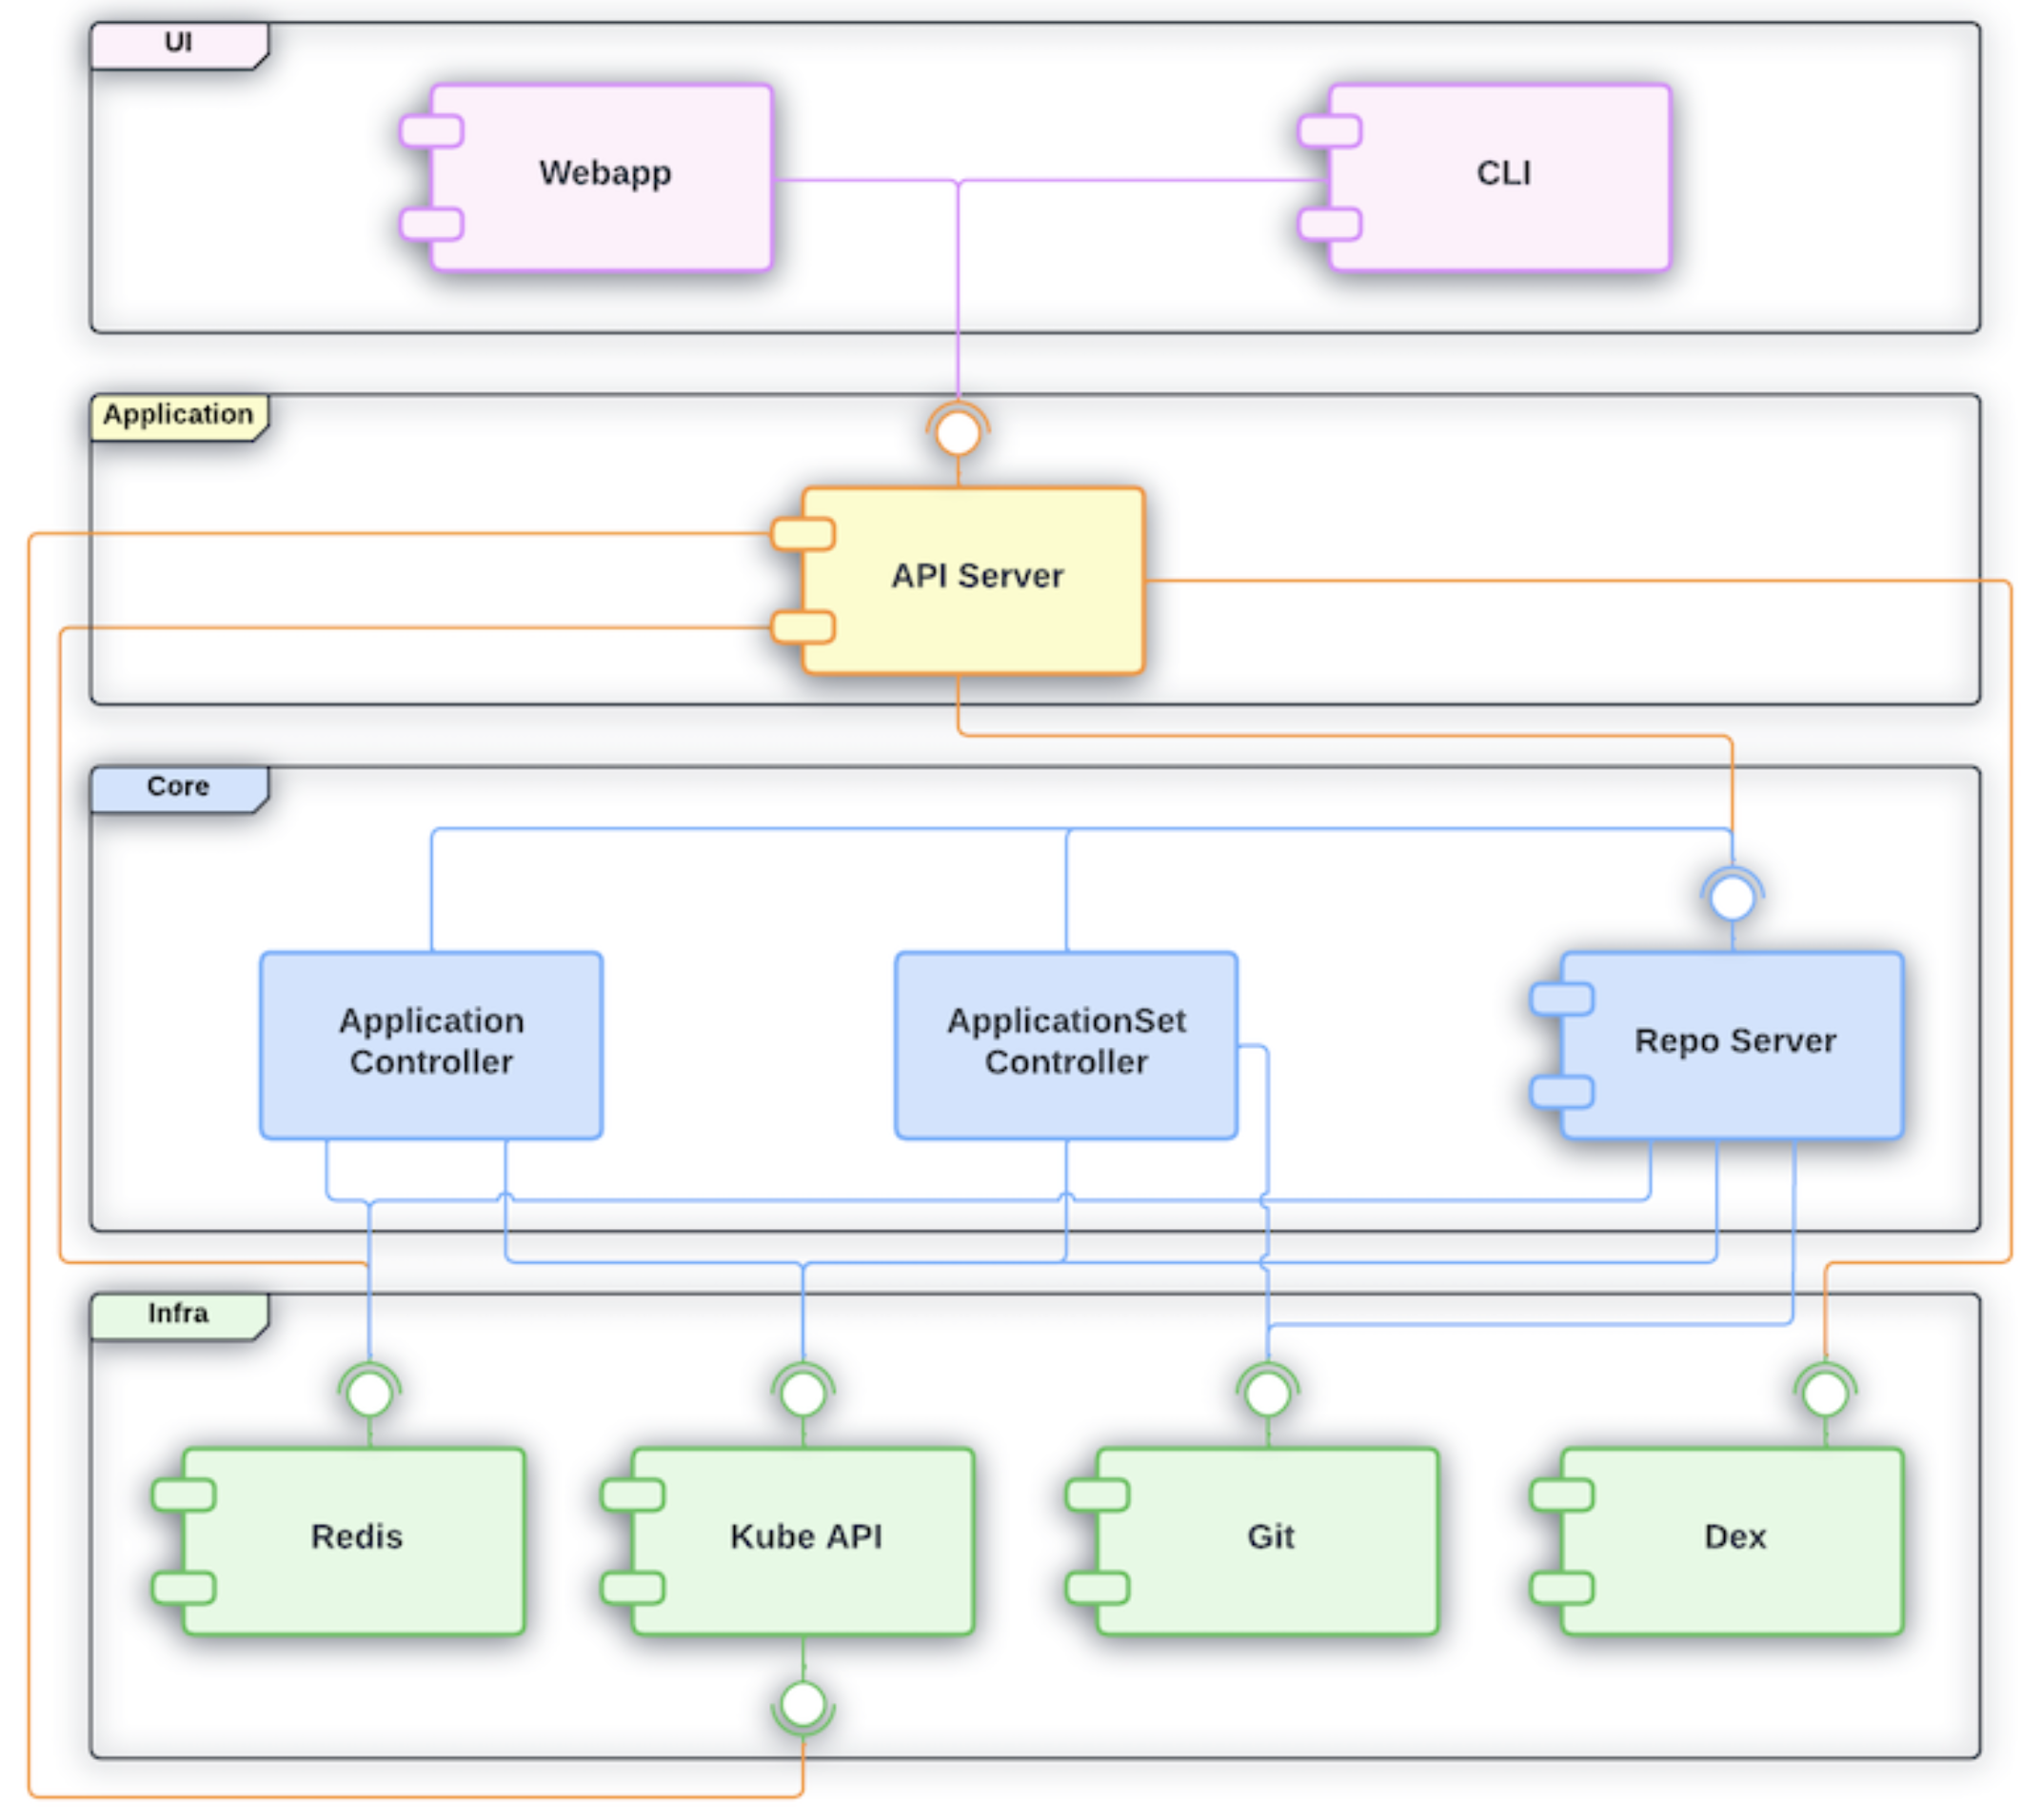 UI
Webapp
CLI
Application
API Server
Core
Application
Controller
ApplicationSet
Controller
Repo Server
Infra
Redis
Kube API
Git
Dex